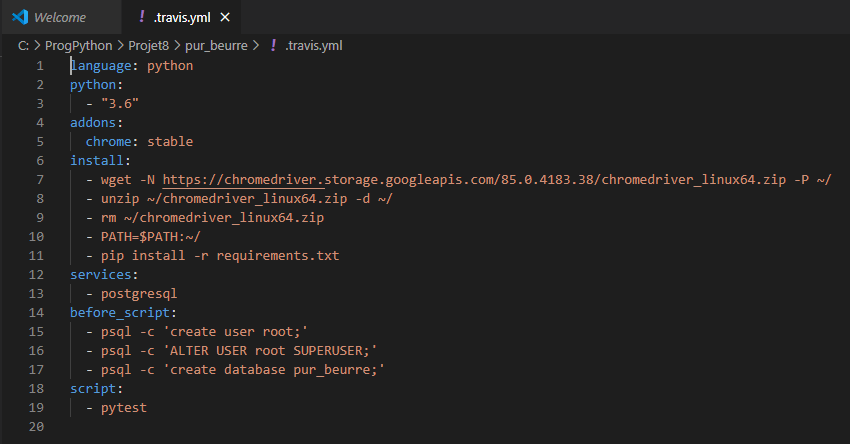 Welcome
! .travis.yml ×
C: > ProgPython > Projet8 > pur_beurre > ! .travis.yml
1 language: python
2 python:
3   - "3.6"
4 addons:
5   chrome: stable
6 install:
7   - wget -N https://chromedriver.storage.googleapis.com/85.0.4183.38/chromedriver_linux64.zip -P ~/
8   - unzip ~/chromedriver_linux64.zip -d ~/
9   - rm ~/chromedriver_linux64.zip
10   - PATH=$PATH:~/
11   - pip install -r requirements.txt
12 services:
13   - postgresql
14 before_script:
15   - psql -c 'create user root;'
16   - psql -c 'ALTER USER root SUPERUSER;'
17   - psql -c 'create database pur_beurre;'
18 script:
19   - pytest
20